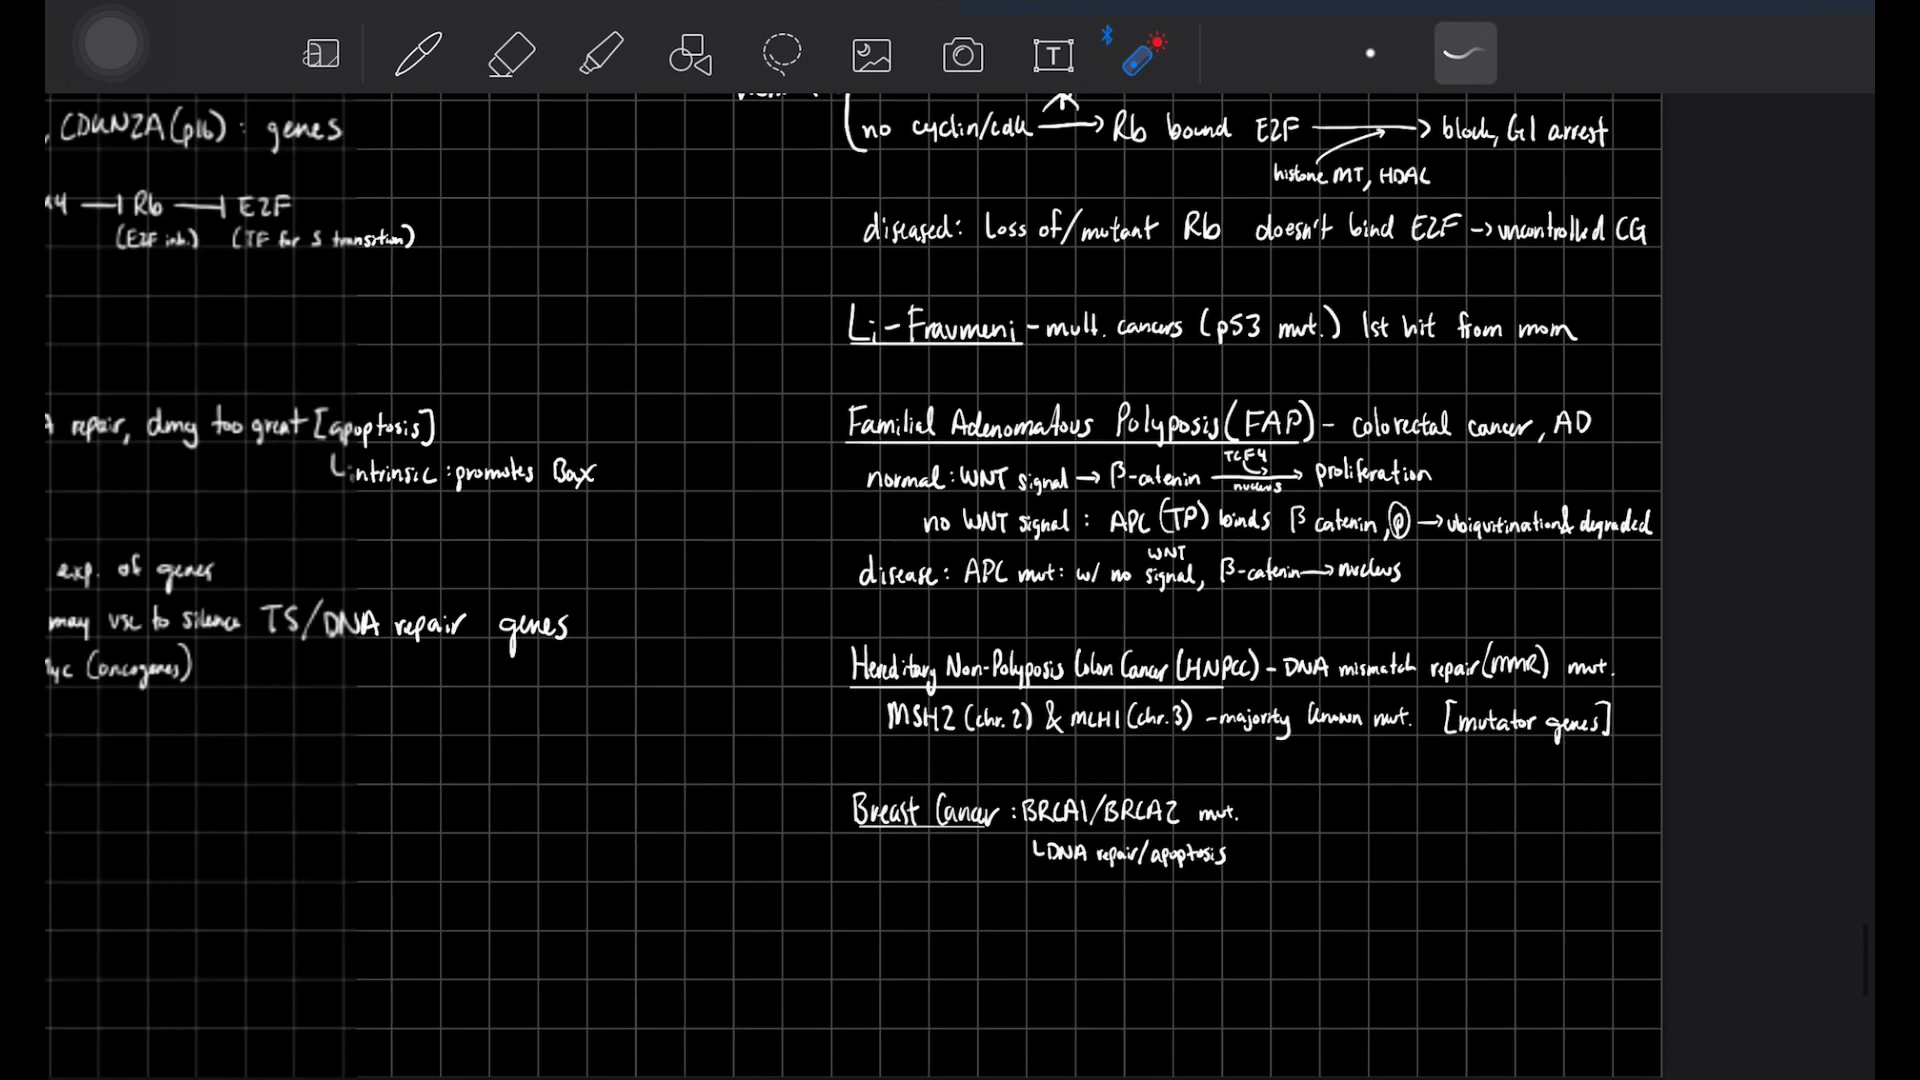 , CDKN2A (p16) : genes
Rb E2F
(E2F inh.) (TF for S transition)
repair, dmg too great [apoptosis]
intrinsic : promotes Bax
exp. of genes
may use to silence TS/DNA repair genes
(oncogenes)
no cyclin/cdk → Rb bound E2F → block, G1 arrest
histone MT, HDAC
diseased: Loss of/mutant Rb doesn't bind E2F → uncontrolled CG
Li-Fraumeni - mult. cancers (p53 mut.) 1st hit from mom
Familial Adenomatous Polyposis (FAP) - colorectal cancer, AD
TCF4
normal: WNT signal → β-catenin → proliferation
nucleus
no WNT signal : APC (TP) binds β catenin, Ⓟ → ubiquitination & degraded
WNT
disease: APC mut: w/ no signal, β-catenin → nucleus
Hereditary Non-Polyposis Colon Cancer (HNPCC) - DNA mismatch repair (MMR) mut.
MSH2 (chr. 2) & MLH1 (chr. 3) - majority known mut. [mutator genes]
Breast Cancer : BRCA1/BRCA2 mut.
DNA repair/apoptosis
T